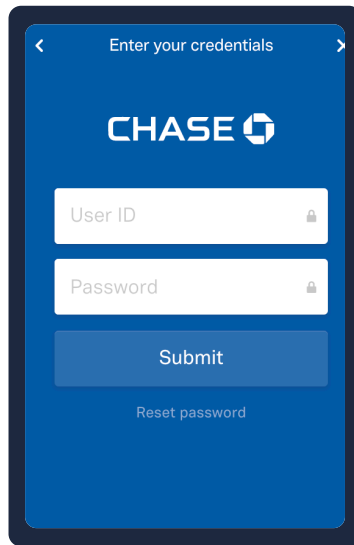 Enter your credentials
CHASE
User ID
Password
Submit
Reset password